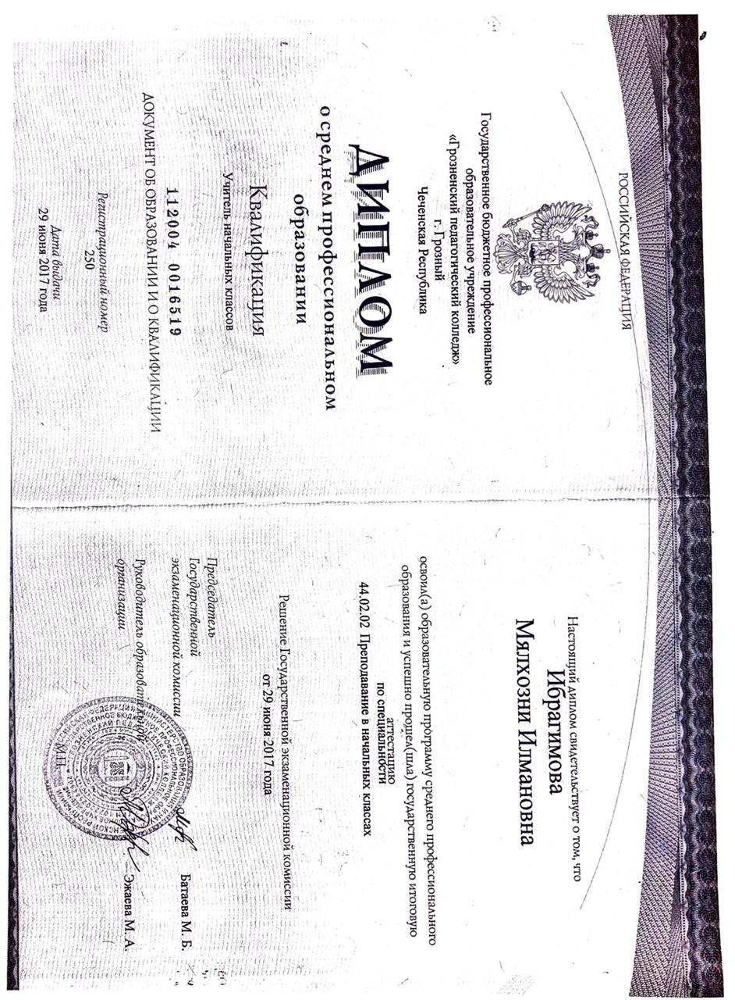 РОССИЙСКАЯ ФЕДЕРАЦИЯ
Государственное бюджетное профессиональное
образовательное учреждение
«Грозненский педагогический колледж»
г. Грозный
Чеченская Республика
ДИПЛОМ
о среднем профессиональном
образовании
Квалификация
Учитель начальных классов
112004 0016519
ДОКУМЕНТ ОБ ОБРАЗОВАНИИ И О КВАЛИФИКАЦИИ
Регистрационный номер
250
Дата выдачи
29 июня 2017 года
Настоящий диплом свидетельствует о том, что
Ибрагимова
Мялхозни Илмановна
освоил(а) образовательную программу среднего профессионального
образования и успешно прошел(шла) государственную итоговую
аттестацию
по специальности
44.02.02 Преподавание в начальных классах
Решение Государственной экзаменационной комиссии
от 29 июня 2017 года
Председатель
Государственной
экзаменационной комиссии
Батаева М. Б.
Руководитель образовательной
организации
Эжаева М. А.
М.П.